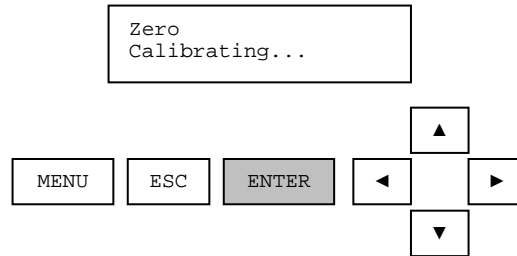 Zero
Calibrating...
▲
MENU ESC ENTER ◄ ►
▼